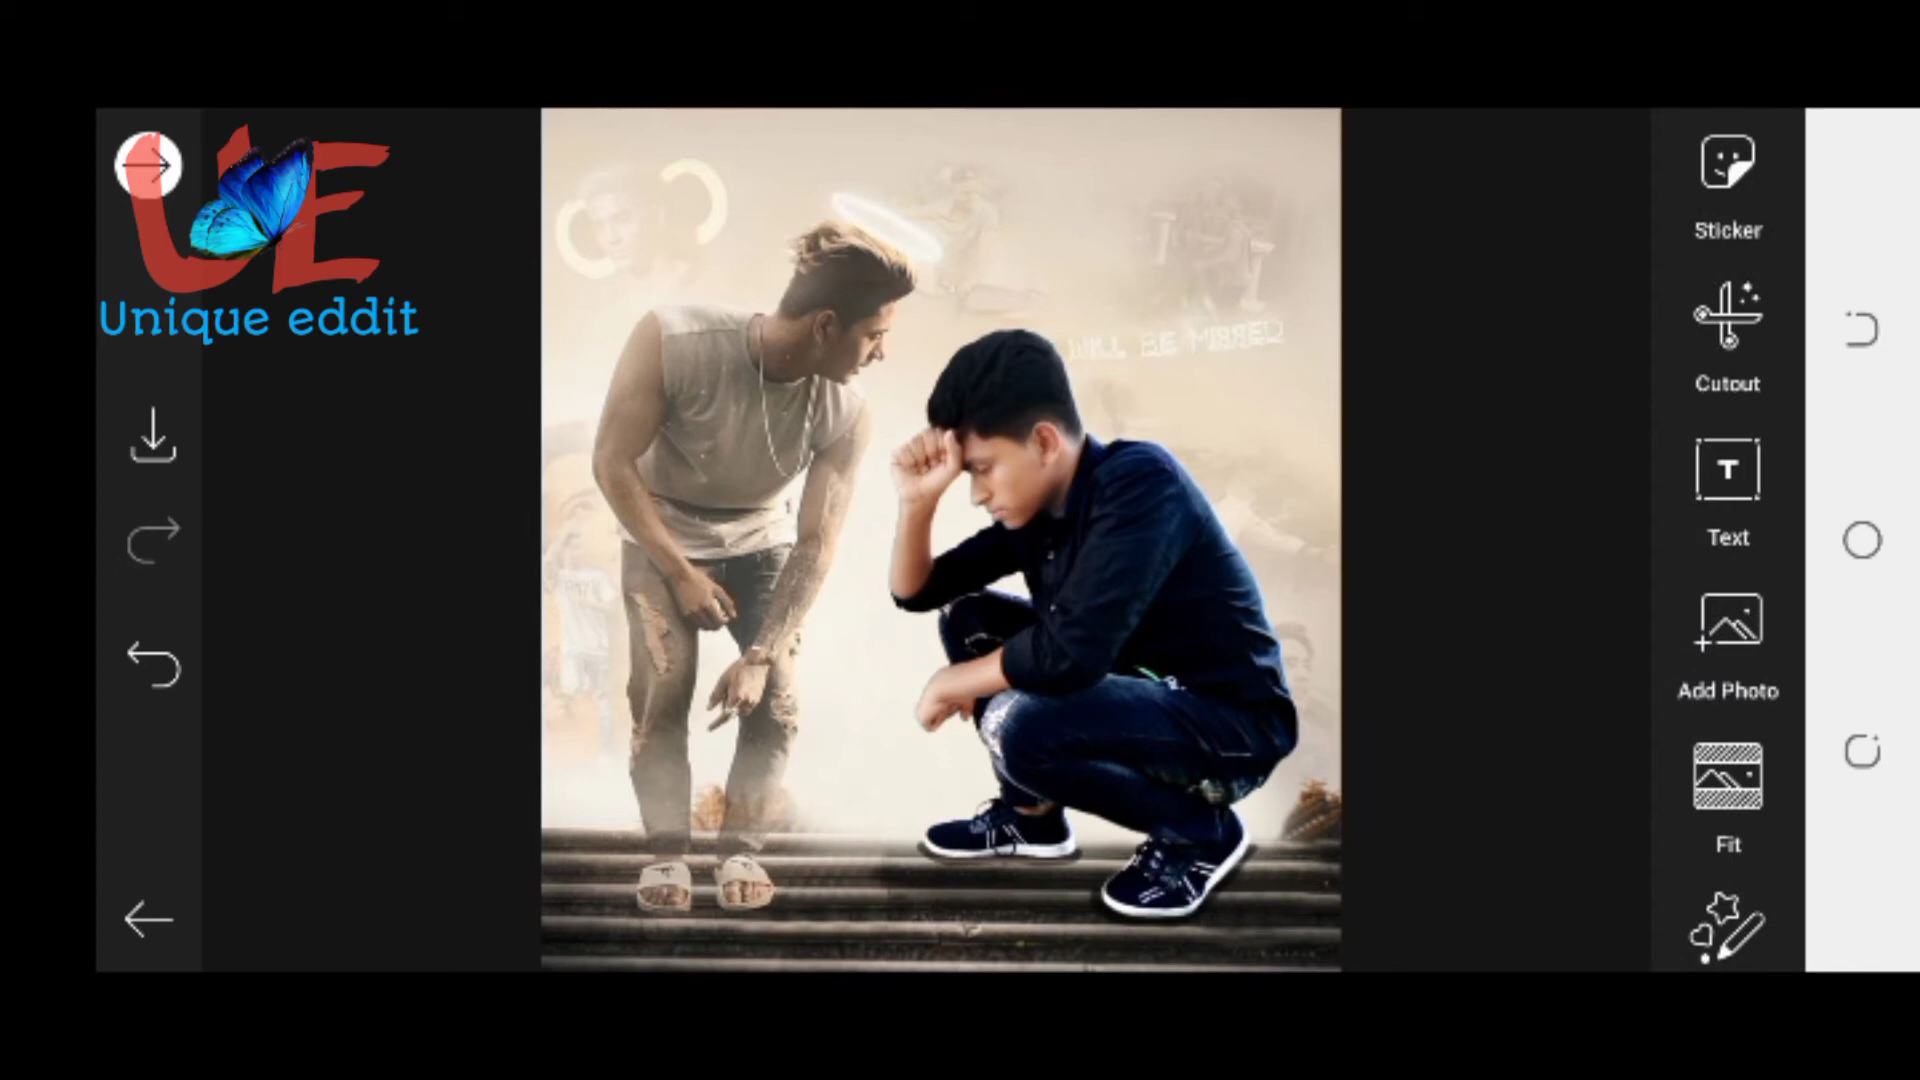 UE
Unique eddit
WILL BE MISSED
Sticker
Cutout
Text
Add Photo
Fit